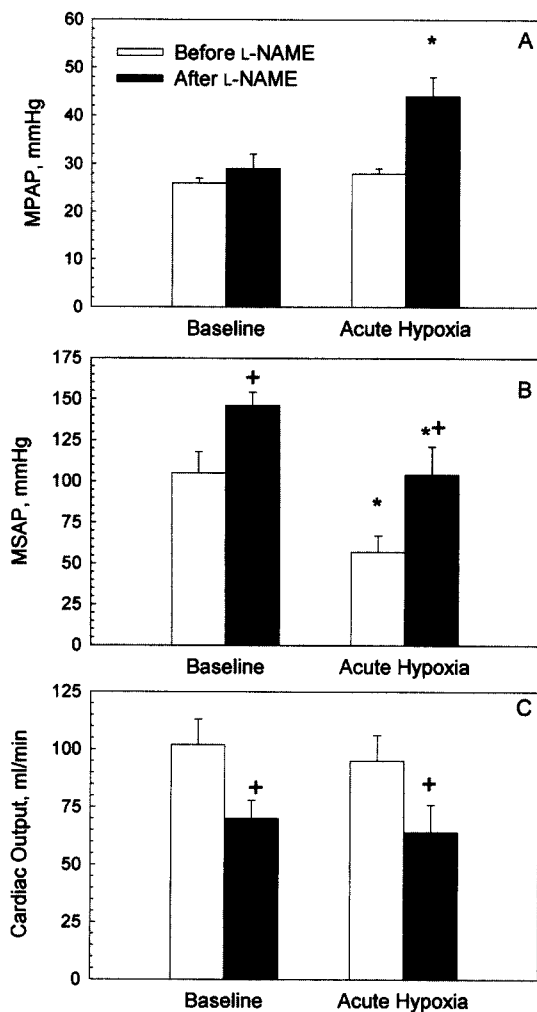 A
Before L-NAME
After L-NAME
*
60
50
40
30
20
10
0
MPAP, mmHg
Baseline Acute Hypoxia
B
+
*+
*
175
150
125
100
75
50
25
0
MSAP, mmHg
Baseline Acute Hypoxia
C
+
+
125
100
75
50
25
0
Cardiac Output, ml/min
Baseline Acute Hypoxia